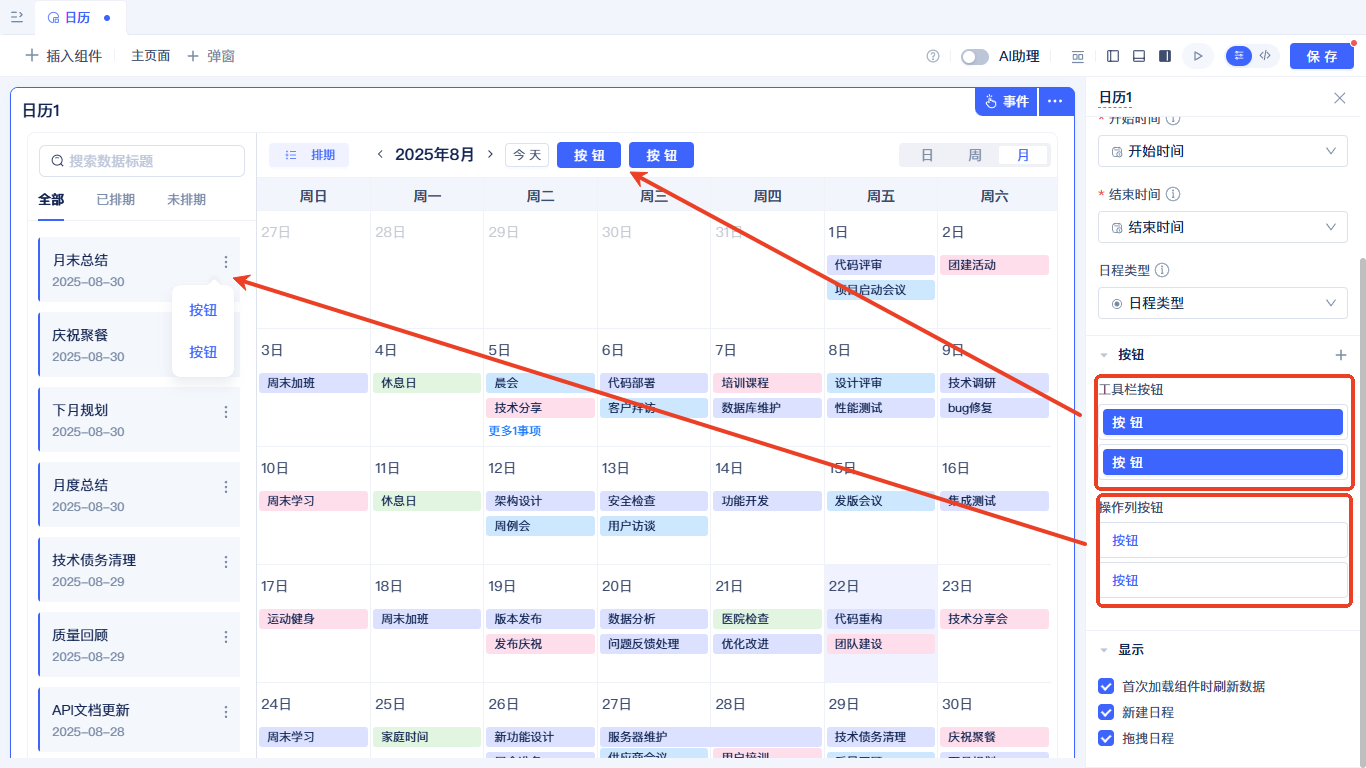 日历
插入组件 主页面 弹窗 AI助理 保 存
日历1 事件
搜索数据标题
全部 已排期 未排期
月末总结
2025-08-30
按钮
按钮
庆祝聚餐
2025-08-30
下月规划
2025-08-30
月度总结
2025-08-30
技术债务清理
2025-08-29
质量回顾
2025-08-29
API文档更新
2025-08-28
排期 2025年8月 今 天 按 钮 按 钮 日 周 月
周日 周一 周二 周三 周四 周五 周六
27日 28日 29日 30日 31日 1日 2日
代码评审 团建活动
项目启动会议
3日 4日 5日 6日 7日 8日 9日
周末加班 休息日 晨会 代码部署 培训课程 设计评审 技术调研
技术分享 客户拜访 数据库维护 性能测试 bug修复
更多1事项
10日 11日 12日 13日 14日 15日 16日
周末学习 休息日 架构设计 安全检查 功能开发 发版会议 集成测试
周例会 用户访谈
17日 18日 19日 20日 21日 22日 23日
运动健身 周末加班 版本发布 数据分析 医院检查 代码重构 技术分享会
发布庆祝 问题反馈处理 优化改进 团队建设
24日 25日 26日 27日 28日 29日 30日
周末学习 家庭时间 新功能设计 服务器维护 技术债务清理 庆祝聚餐
供应商会议 用户培训
日历1
* 开始时间
开始时间
* 结束时间
结束时间
日程类型
日程类型
按钮
工具栏按钮
按 钮
按 钮
操作列按钮
按钮
按钮
显示
首次加载组件时刷新数据
新建日程
拖拽日程